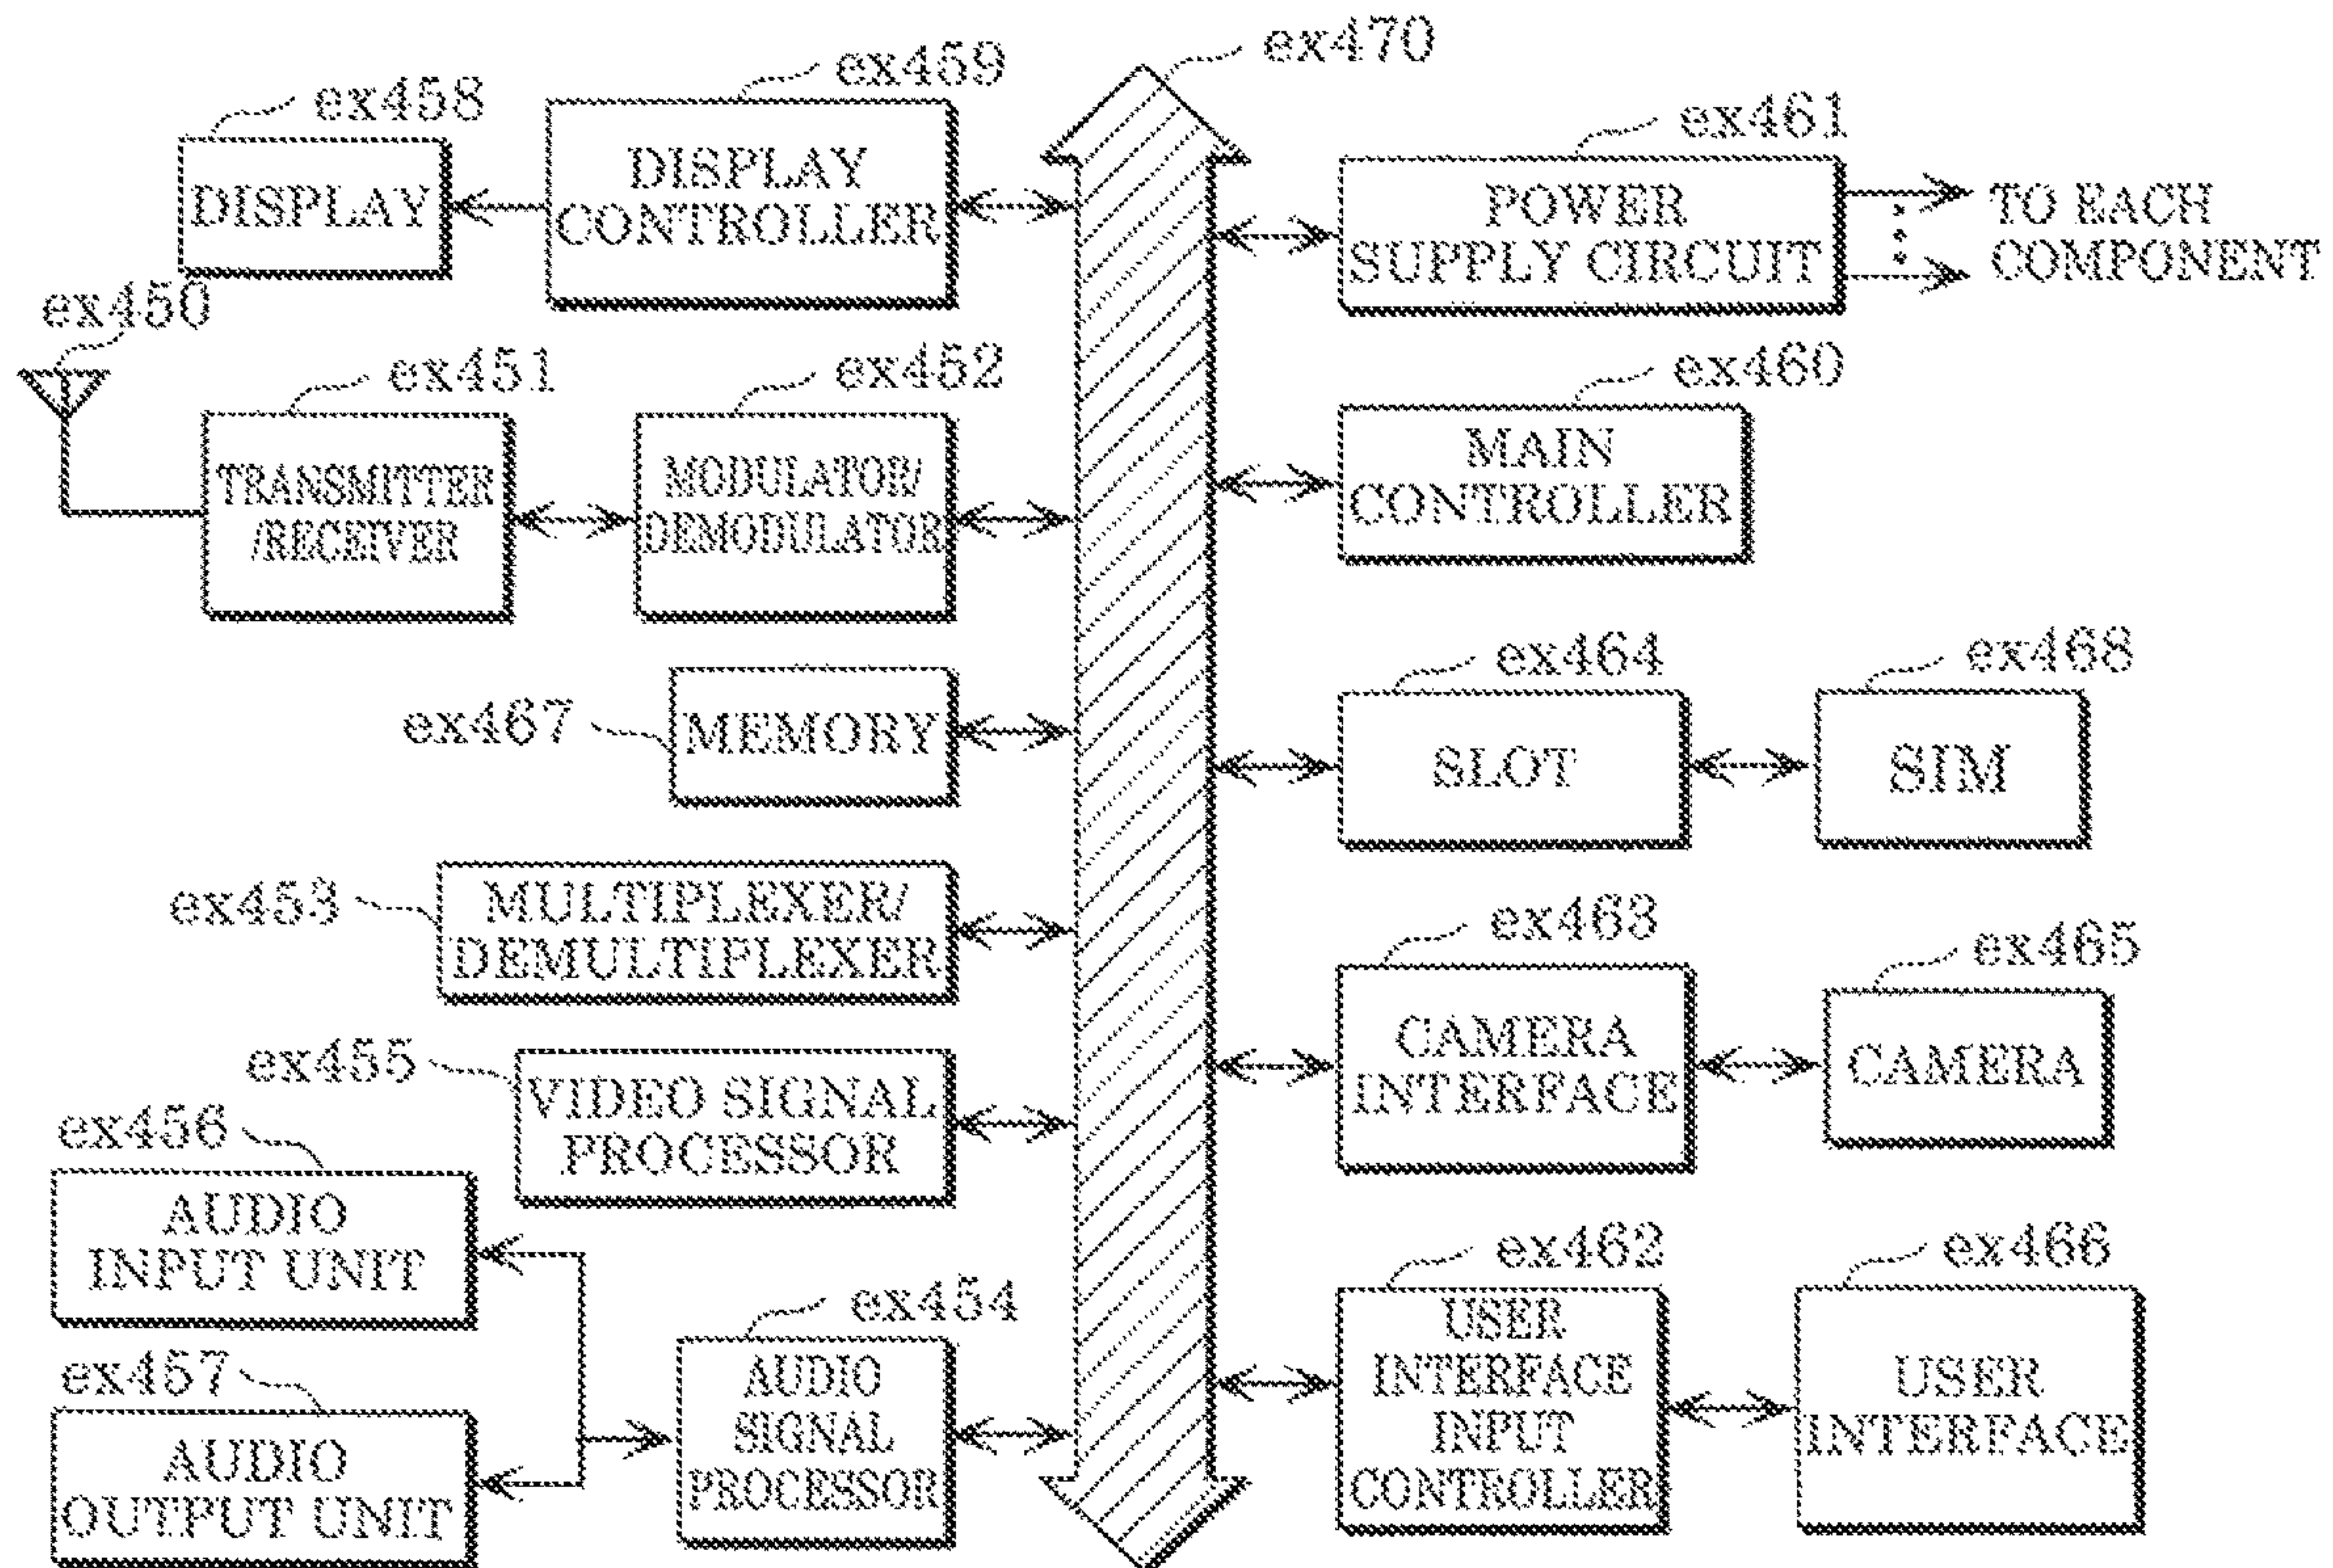 ex470
ex459
ex458
DISPLAY
DISPLAY
CONTROLLER
ex461
POWER
SUPPLY CIRCUIT
TO EACH
COMPONENT
ex450
ex451
TRANSMITTER
/RECEIVER
ex452
MODULATOR/
DEMODULATOR
ex460
MAIN
CONTROLLER
ex467
MEMORY
ex464
SLOT
ex468
SIM
ex453
MULTIPLEXER/
DEMULTIPLEXER
ex463
CAMERA
INTERFACE
ex465
CAMERA
ex455
VIDEO SIGNAL
PROCESSOR
ex456
AUDIO
INPUT UNIT
ex457
AUDIO
OUTPUT UNIT
ex454
AUDIO
SIGNAL
PROCESSOR
ex462
USER
INTERFACE
INPUT
CONTROLLER
ex466
USER
INTERFACE